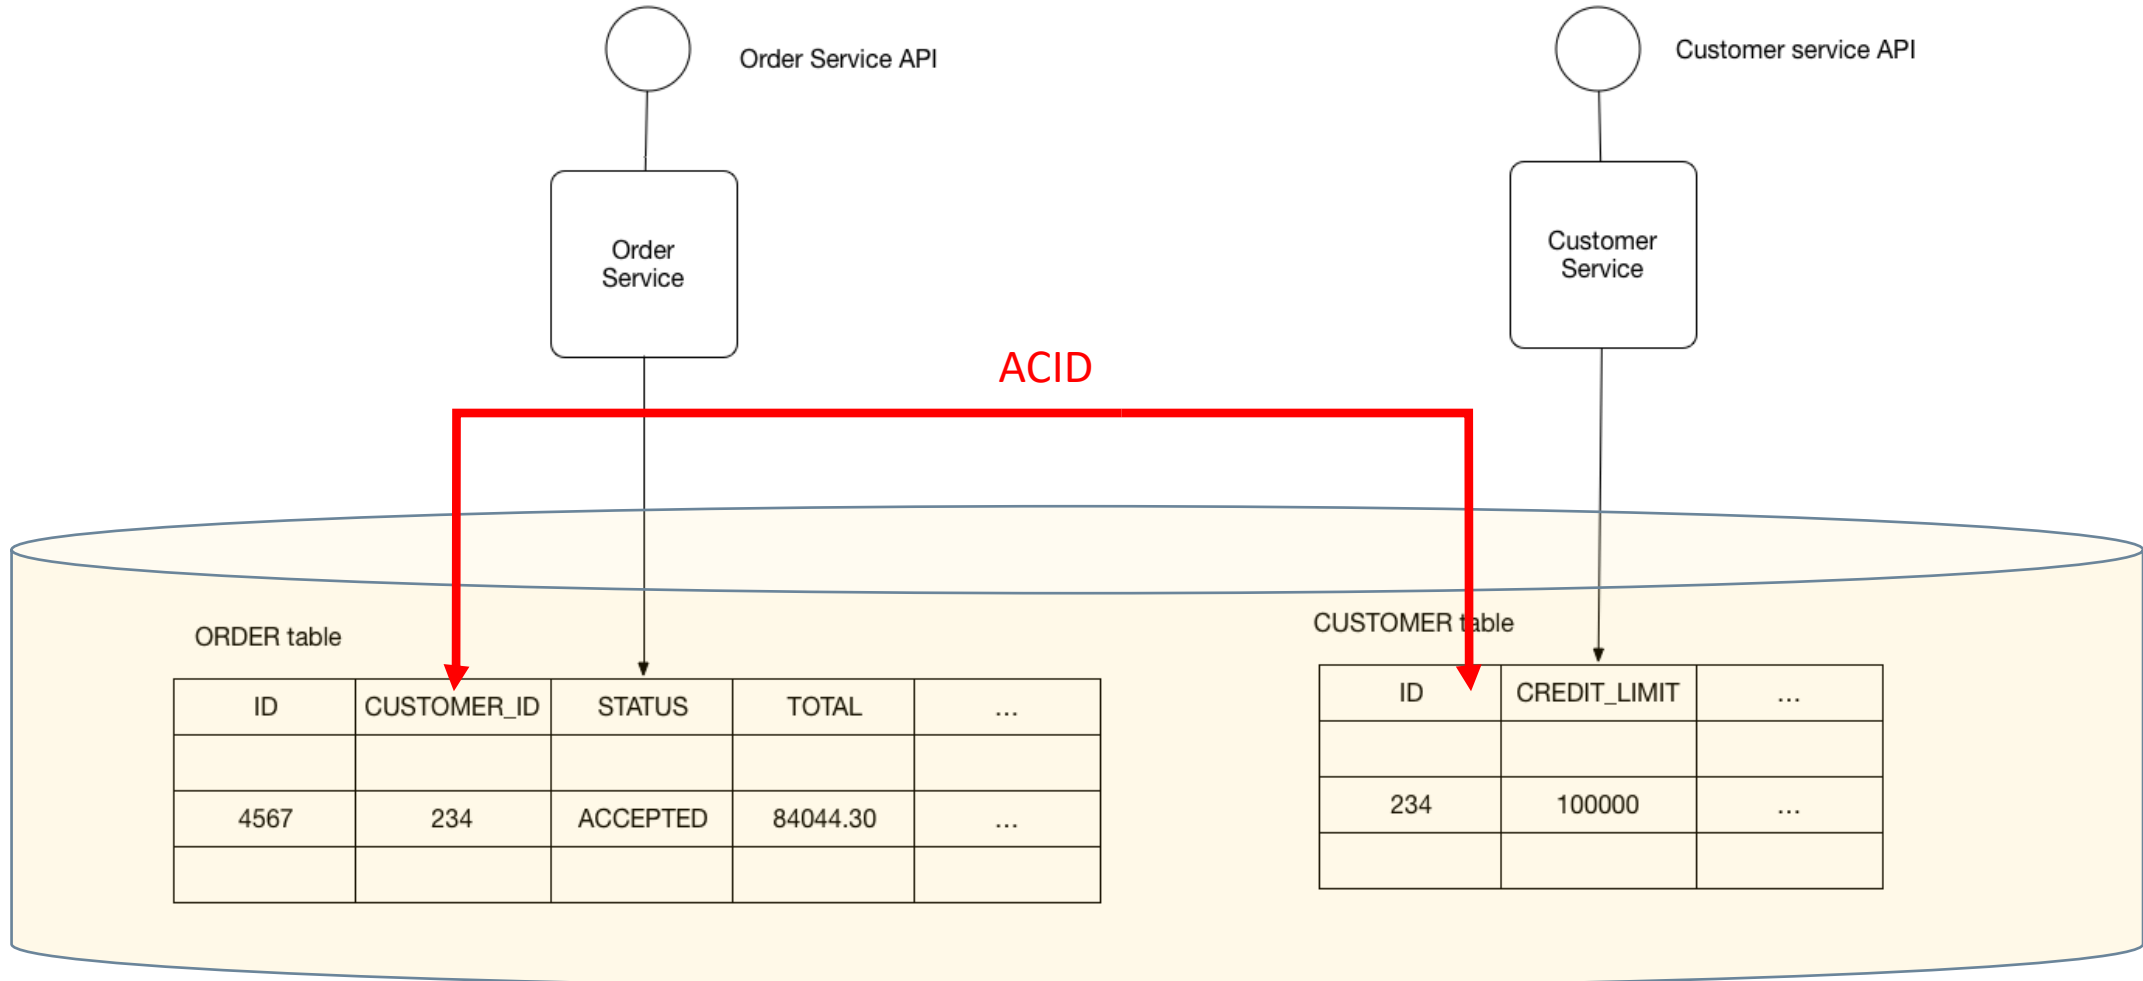 Order Service API
Customer service API
Order
Service
Customer
Service
ACID
ORDER table
ID CUSTOMER_ID STATUS TOTAL ...
4567 234 ACCEPTED 84044.30 ...
CUSTOMER table
ID CREDIT_LIMIT ...
234 100000 ...